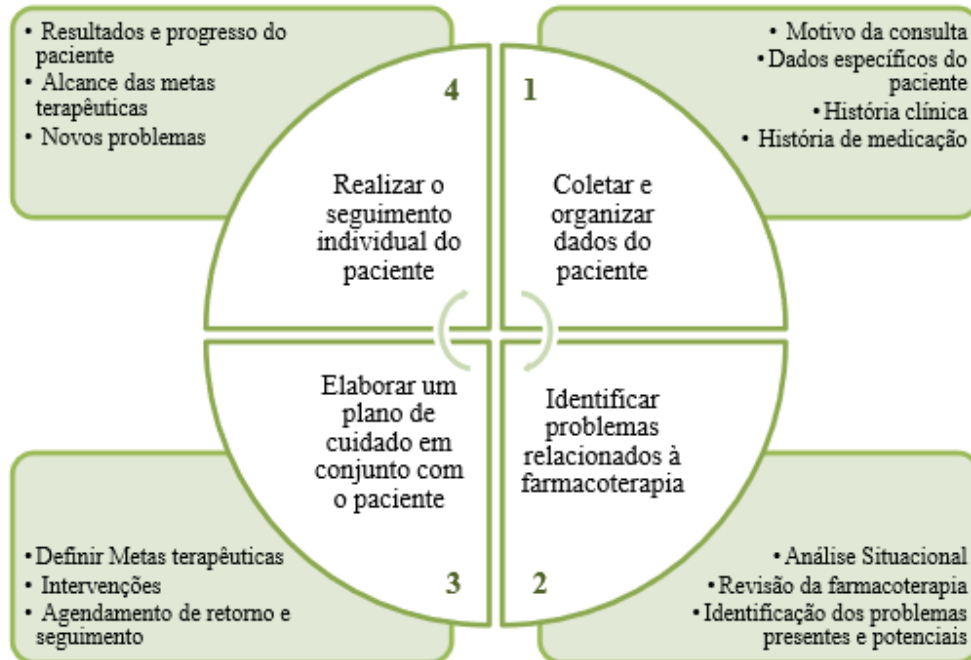 • Resultados e progresso do
paciente
• Alcance das metas
terapêuticas
• Novos problemas
• Motivo da consulta
• Dados específicos do
paciente
• História clínica
• História de medicação
4
1
Realizar o
seguimento
individual do
paciente
Coletar e
organizar
dados do
paciente
Elaborar um
plano de
cuidado em
conjunto com
o paciente
Identificar
problemas
relacionados à
farmacoterapia
3
2
• Definir Metas terapêuticas
• Intervenções
• Agendamento de retorno e
seguimento
• Análise Situacional
• Revisão da farmacoterapia
• Identificação dos problemas
presentes e potenciais